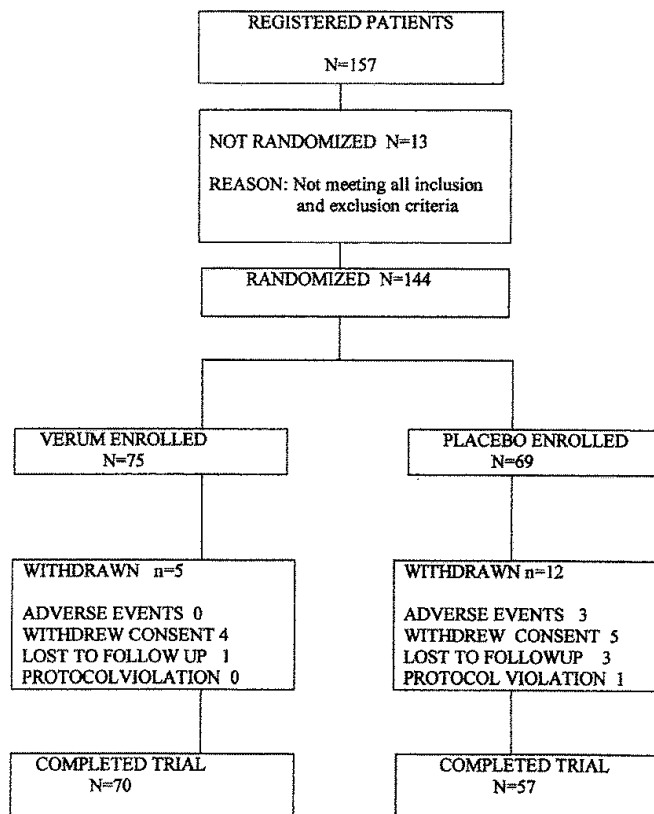 REGISTERED PATIENTS
N=157
NOT RANDOMIZED N=13
REASON: Not meeting all inclusion
and exclusion criteria
RANDOMIZED N=144
VERUM ENROLLED
N=75
PLACEBO ENROLLED
N=69
WITHDRAWN n=5
ADVERSE EVENTS 0
WITHDREW CONSENT 4
LOST TO FOLLOW UP 1
PROTOCOLVIOLATION 0
WITHDRAWN n=12
ADVERSE EVENTS 3
WITHDREW CONSENT 5
LOST TO FOLLOWUP 3
PROTOCOL VIOLATION 1
COMPLETED TRIAL
N=70
COMPLETED TRIAL
N=57